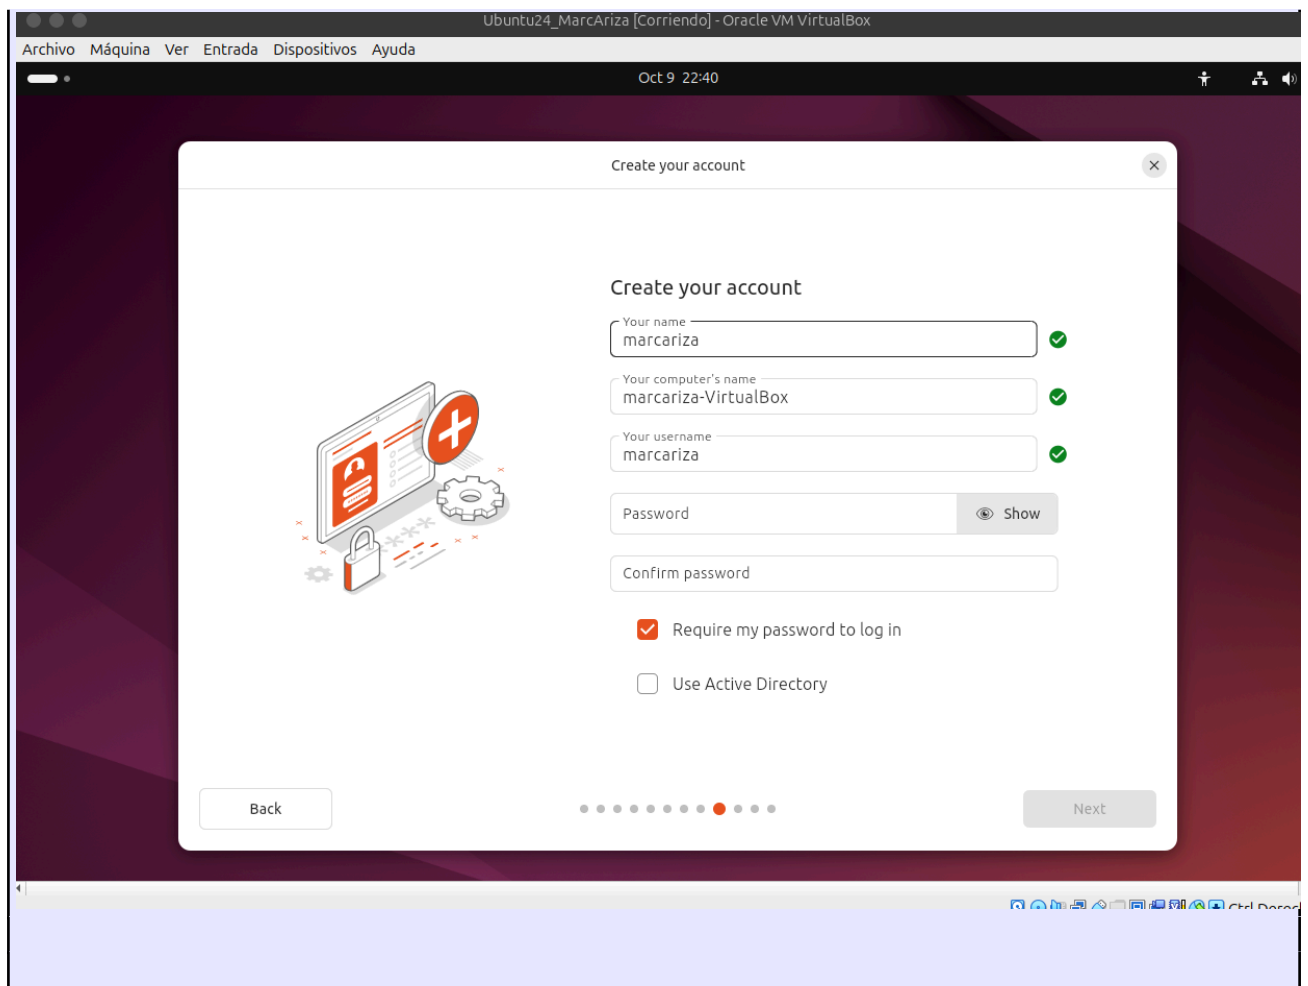 Ubuntu24_MarcAriza [Corriendo] - Oracle VM VirtualBox
Archivo Máquina Ver Entrada Dispositivos Ayuda
Oct 9 22:40
Create your account
Create your account
Your name
marcariza
Your computer's name
marcariza-VirtualBox
Your username
marcariza
Password Show
Confirm password
Require my password to log in
Use Active Directory
Back Next
Ctrl